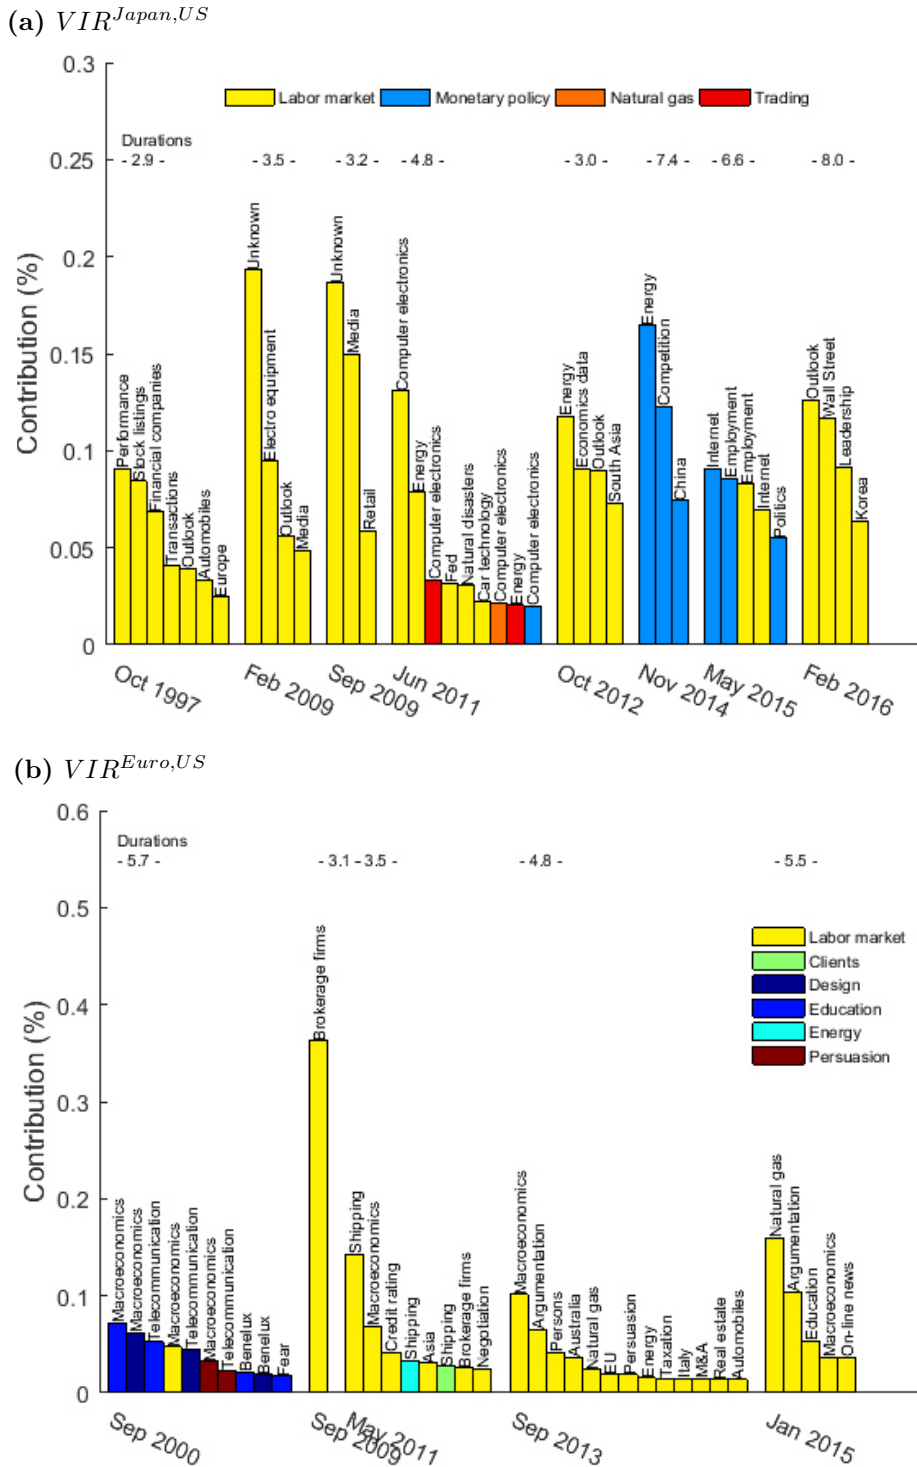 (a) VIR^{Japan,US}
0.3
Labor market Monetary policy Natural gas Trading
Durations
0.25
- 2.9 - - 3.5 - - 3.2 - - 4.8 - - 3.0 - - 7.4 - - 6.6 - - 8.0 -
0.2
0.15
0.1
0.05
0
Contribution (%)
Performance
Stock listings
Financial companies
Transactions
Outlook
Automobiles
Europe
Unknown
Electro equipment
Outlook
Media
Unknown
Media
Retail
Computer electronics
Energy
Computer electronics
Fed
Natural disasters
Car technology
Computer electronics
Energy
Computer electronics
Energy
Economics data
Outlook
South Asia
Energy
Competition
China
Internet
Employment
Employment
Internet
Politics
Outlook
Wall Street
Leadership
Korea
Oct 1997
Feb 2009
Sep 2009
Jun 2011
Oct 2012
Nov 2014
May 2015
Feb 2016
(b) VIR^{Euro,US}
0.6
Durations
- 5.7 - - 3.1 - 3.5 - - 4.8 - - 5.5 -
0.5
0.4
0.3
0.2
0.1
0
Contribution (%)
Labor market
Clients
Design
Education
Energy
Persuasion
Macroeconomics
Macroeconomics
Telecommunication
Macroeconomics
Telecommunication
Macroeconomics
Telecommunication
Benelux
Benelux
Fear
Brokerage firms
Shipping
Macroeconomics
Credit rating
Shipping
Asia
Shipping
Brokerage firms
Negotiation
Macroeconomics
Argumentation
Persons
Australia
Natural gas
EU
Persuasion
Energy
Taxation
Italy
M&A
Real estate
Automobiles
Natural gas
Argumentation
Education
Macroeconomics
On-line news
Sep 2000
Sep 2009
May 2011
Sep 2013
Jan 2015